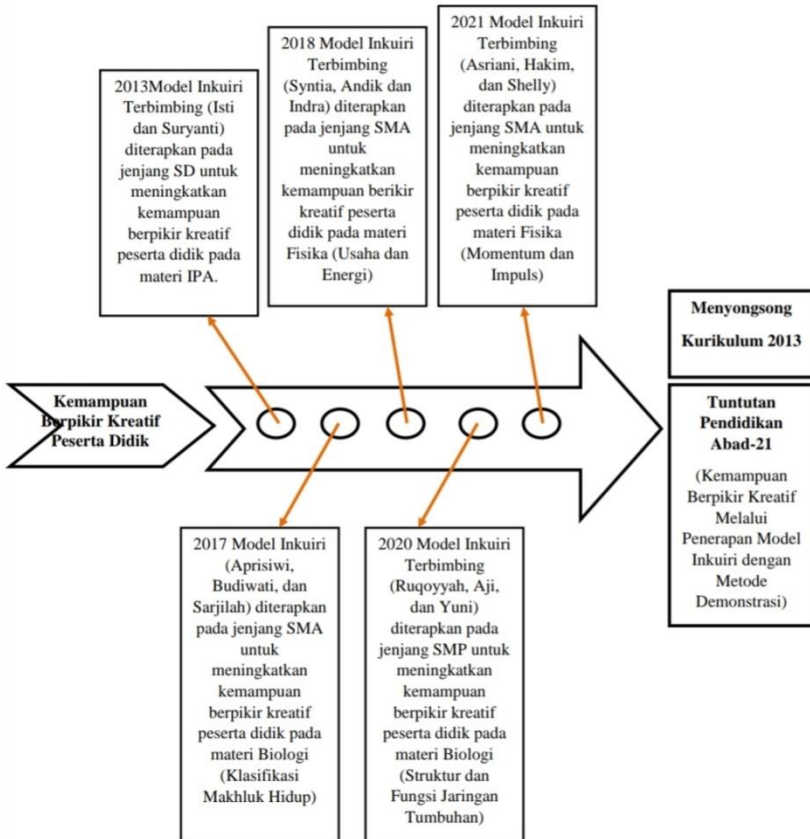 2013Model Inkuiri
Terbimbing (Isti
dan Suryanti)
diterapkan pada
jenjang SD untuk
meningkatkan
kemampuan
berpikir kreatif
peserta didik pada
materi IPA.
2018 Model Inkuiri
Terbimbing
(Syntia, Andik dan
Indra) diterapkan
pada jenjang SMA
untuk
meningkatkan
kemampuan berikir
kreatif peserta
didik pada materi
Fisika (Usaha dan
Energi)
2021 Model Inkuiri
Terbimbing
(Asriani, Hakim,
dan Shelly)
diterapkan pada
jenjang SMA untuk
meningkatkan
kemampuan
berpikir kreatif
peserta didik pada
materi Fisika
(Momentum dan
Impuls)
Kemampuan
Berpikir Kreatif
Peserta Didik
Menyongsong
Kurikulum 2013
Tuntutan
Pendidikan
Abad-21
(Kemampuan
Berpikir Kreatif
Melalui
Penerapan Model
Inkuiri dengan
Metode
Demonstrasi)
2017 Model Inkuiri
(Aprisiwi,
Budiwati, dan
Sarjilah) diterapkan
pada jenjang SMA
untuk
meningkatkan
kemampuan
berpikir kreatif
peserta didik pada
materi Biologi
(Klasifikasi
Makhluk Hidup)
2020 Model Inkuiri
Terbimbing
(Ruqoyyah, Aji,
dan Yuni)
diterapkan pada
jenjang SMP untuk
meningkatkan
kemampuan
berpikir kreatif
peserta didik pada
materi Biologi
(Struktur dan
Fungsi Jaringan
Tumbuhan)